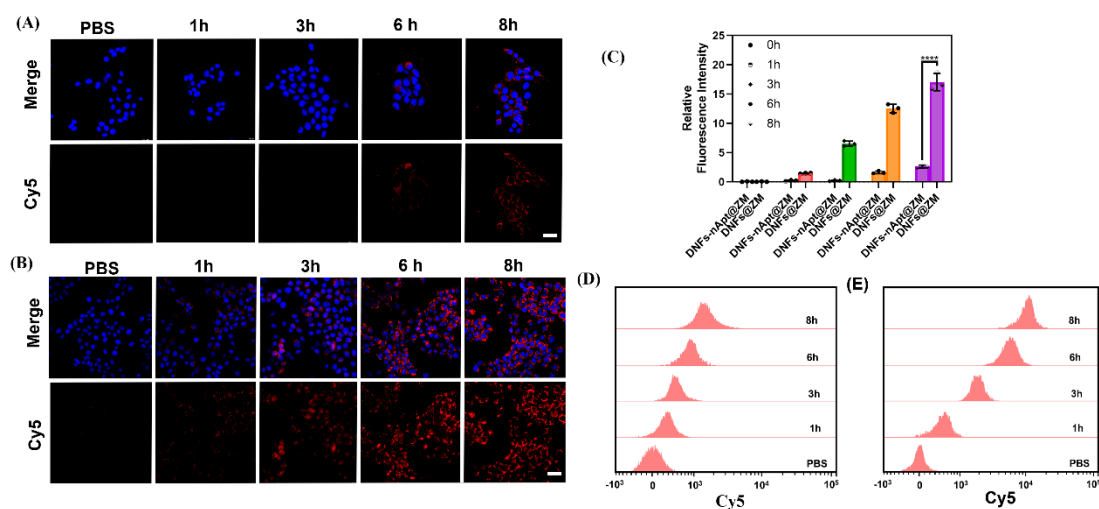 (A)
PBS 1h 3h 6 h 8h
Merge
Cy5
(B)
PBS 1h 3h 6 h 8h
Merge
Cy5
(C)
Relative
Fluorescence Intensity
25
20
15
10
5
0
0h
1h
3h
6h
8h
****
DNFs-nApt@ZM
DNFs@ZM
DNFs-nApt@ZM
DNFs@ZM
DNFs-nApt@ZM
DNFs@ZM
DNFs-nApt@ZM
DNFs@ZM
DNFs-nApt@ZM
DNFs@ZM
(D)
8h
6h
3h
1h
PBS
-10³ 0 10³ 10⁴ 10⁵
Cy5
(E)
8h
6h
3h
1h
PBS
-10³ 0 10³ 10⁴ 10⁵
Cy5